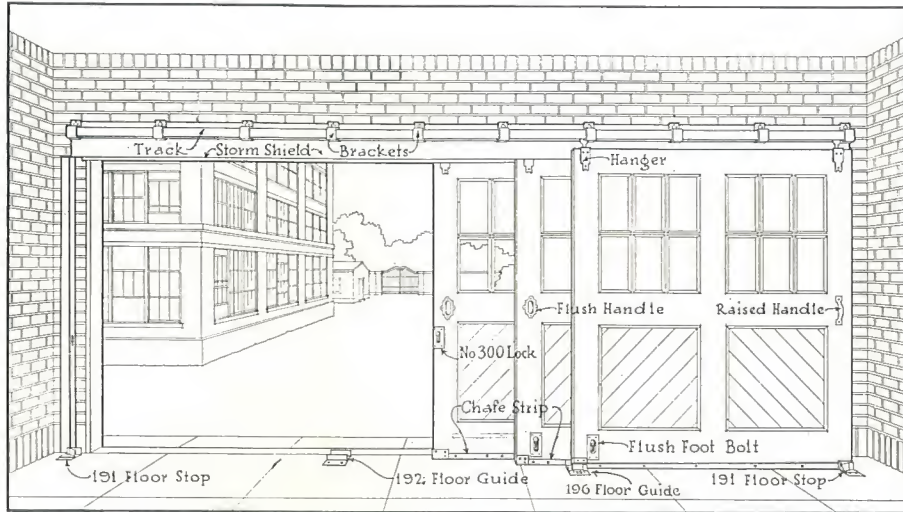 Track
Storm Shield
Brackets
Hanger
Flush Handle
Raised Handle
No 300 Lock
Chafe Strip
Flush Foot Bolt
191 Floor Stop
192 Floor Guide
196 Floor Guide
191 Floor Stop